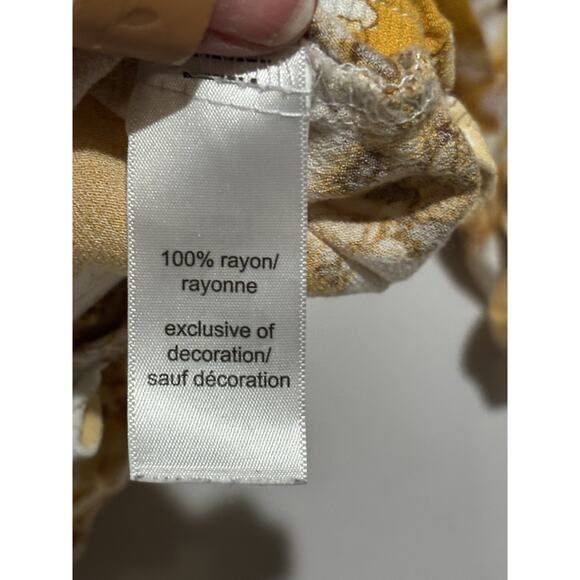 100% rayon/
rayonne
exclusive of
decoration/
sauf décoration